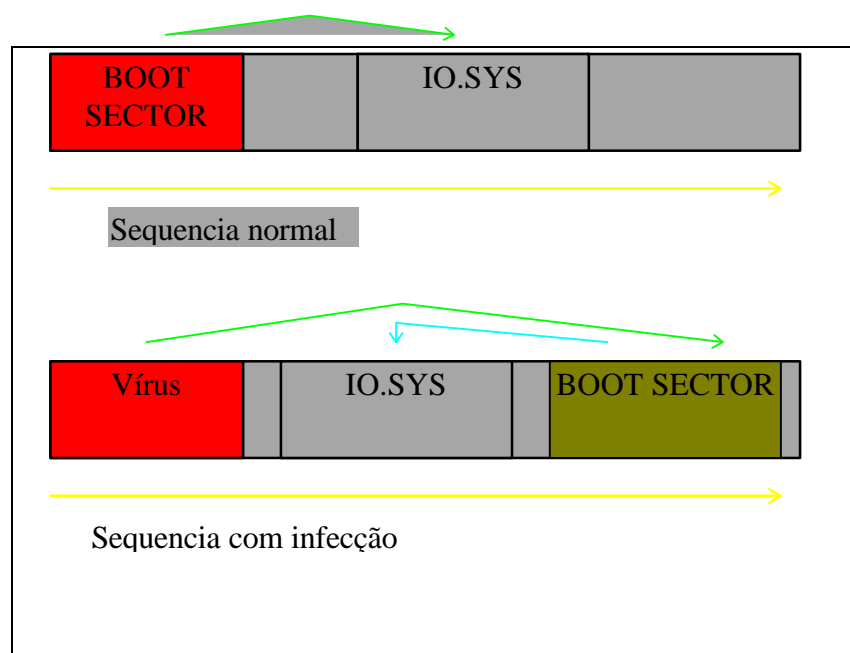 BOOT
SECTOR
IO.SYS
Sequencia normal
Vírus
IO.SYS
BOOT SECTOR
Sequencia com infecção